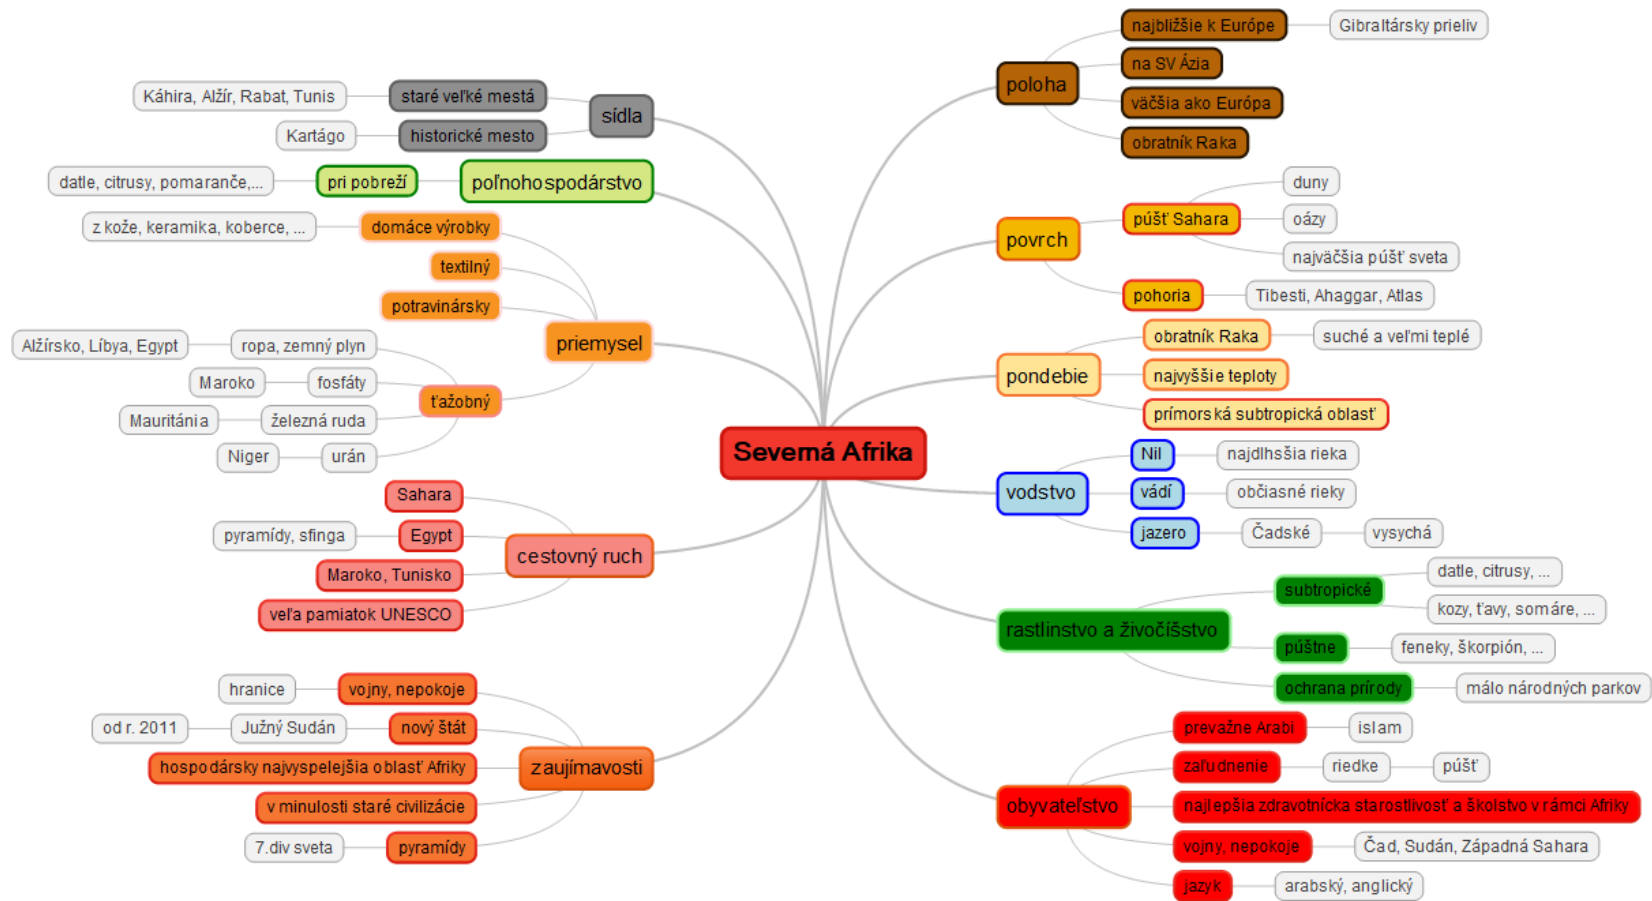 Severná Afrika
poloha
najbližšie k Európe
Gibraltársky prieliv
na SV Ázia
väčšia ako Európa
obratník Raka
povrch
púšť Sahara
duny
oázy
najväčšia púšť sveta
pohoria
Tibesti, Ahaggar, Atlas
pondebie
obratník Raka
suché a veľmi teplé
najvyššie teploty
prímorská subtropická oblasť
vodstvo
Nil
najdlhsšia rieka
vádí
občiasné rieky
jazero
Čadské
vysychá
rastlinstvo a živočíšstvo
subtropické
datle, citrusy, ...
kozy, ťavy, somáre, ...
púštne
feneky, škorpión, ...
ochrana prírody
málo národných parkov
obyvateľstvo
prevažne Arabi
islam
zaľudnenie
riedke
púšť
najlepšia zdravotnícka starostlivosť a školstvo v rámci Afriky
vojny, nepokoje
Čad, Sudán, Západná Sahara
jazyk
arabský, anglický
sídla
staré veľké mestá
Káhira, Alžír, Rabat, Tunis
historické mesto
Kartágo
poľnohospodárstvo
pri pobreží
datle, citrusy, pomaranče,...
priemysel
domáce výrobky
z kože, keramika, koberce, ...
textilný
potravinársky
ťažobný
ropa, zemný plyn
Alžírsko, Líbya, Egypt
fosfáty
Maroko
železná ruda
Mauritánia
urán
Niger
cestovný ruch
Sahara
Egypt
pyramídy, sfinga
Maroko, Tunisko
veľa pamiatok UNESCO
zaujímavosti
vojny, nepokoje
hranice
nový štát
Južný Sudán
od r. 2011
hospodársky najvyspelejšia oblasť Afriky
v minulosti staré civilizácie
pyramídy
7.div sveta